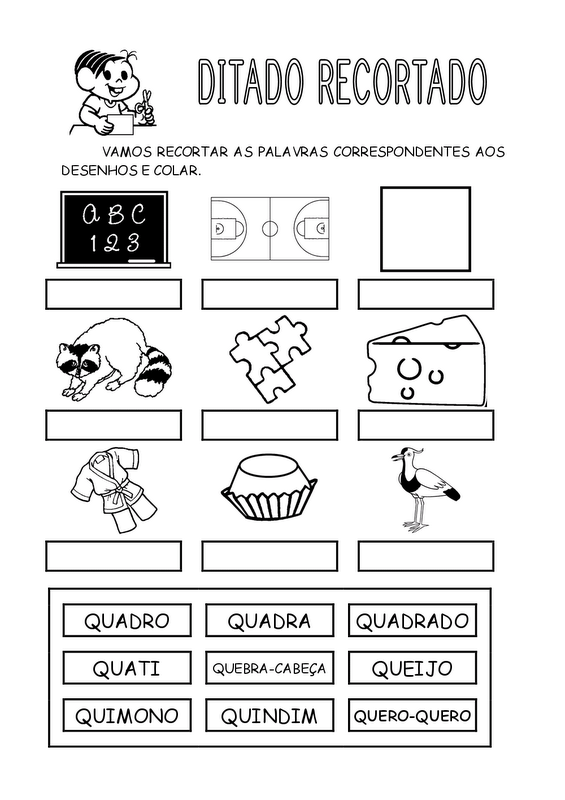 DITADO RECORTADO
VAMOS RECORTAR AS PALAVRAS CORRESPONDENTES AOS
DESENHOS E COLAR.
A B C
1 2 3
QUADRO QUADRA QUADRADO
QUATI QUEBRA-CABEÇA QUEIJO
QUIMONO QUINDIM QUERO-QUERO